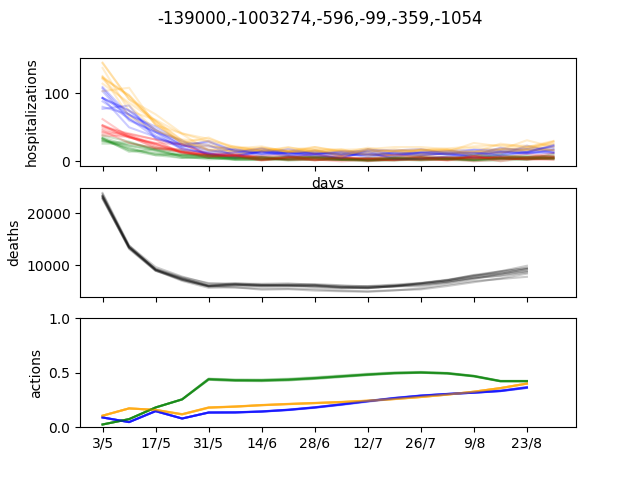 -139000,-1003274,-596,-99,-359,-1054
hospitalizations
100
0
days
deaths
20000
10000
actions
1.0
0.5
0.0
3/5 17/5 31/5 14/6 28/6 12/7 26/7 9/8 23/8